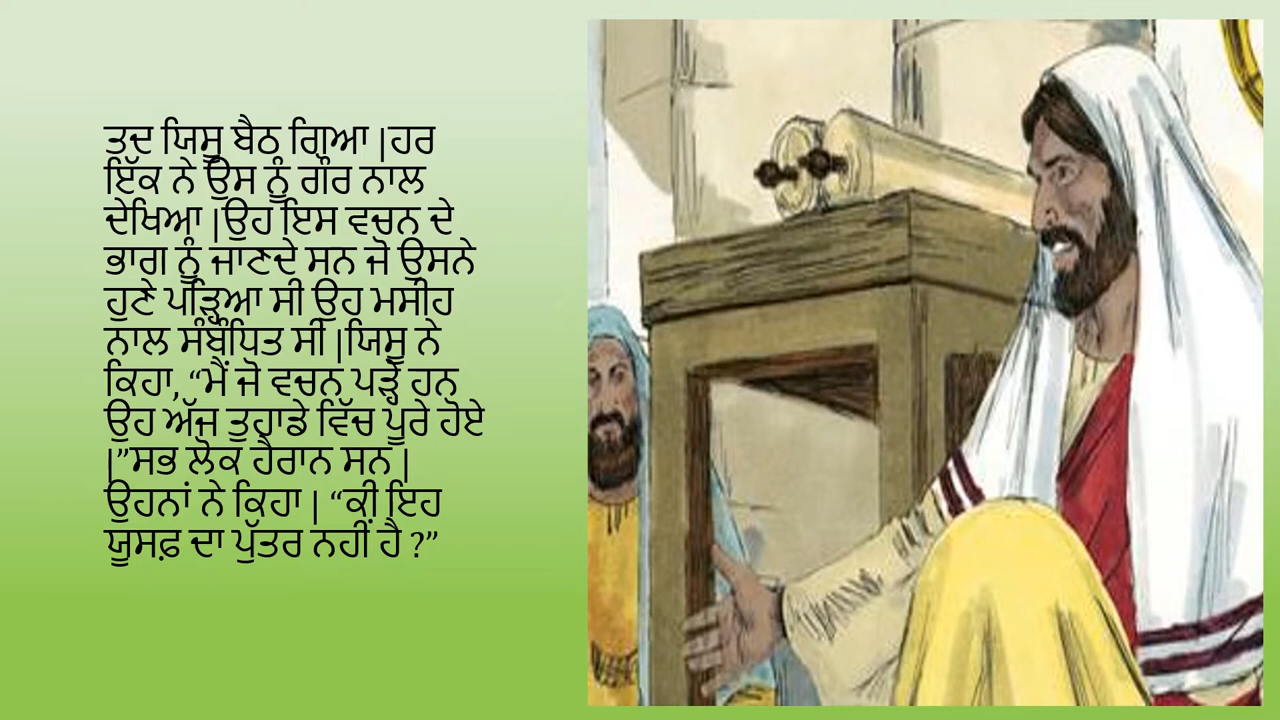 ਤਦ ਯਿਸੂ ਬੈਠ ਗਿਆ |ਹਰ
ਇੱਕ ਨੇ ਉਸ ਨੂੰ ਗੌਰ ਨਾਲ
ਦੇਖਿਆ |ਉਹ ਇਸ ਵਚਨ ਦੇ
ਭਾਗ ਨੂੰ ਜਾਣਦੇ ਸਨ ਜੋ ਉਸਨੇ
ਹੁਣੇ ਪੜ੍ਹਿਆ ਸੀ ਉਹ ਮਸੀਹ
ਨਾਲ ਸੰਬੰਧਿਤ ਸੀ |ਯਿਸੂ ਨੇ
ਕਿਹਾ, “ਮੈਂ ਜੋ ਵਚਨ ਪੜ੍ਹੇ ਹਨ
ਉਹ ਅੱਜ ਤੁਹਾਡੇ ਵਿੱਚ ਪੂਰੇ ਹੋਏ
|”ਸਭ ਲੋਕ ਹੈਰਾਨ ਸਨ |
ਉਹਨਾਂ ਨੇ ਕਿਹਾ | “ਕੀ ਇਹ
ਯੂਸਫ਼ ਦਾ ਪੁੱਤਰ ਨਹੀਂ ਹੈ ?”